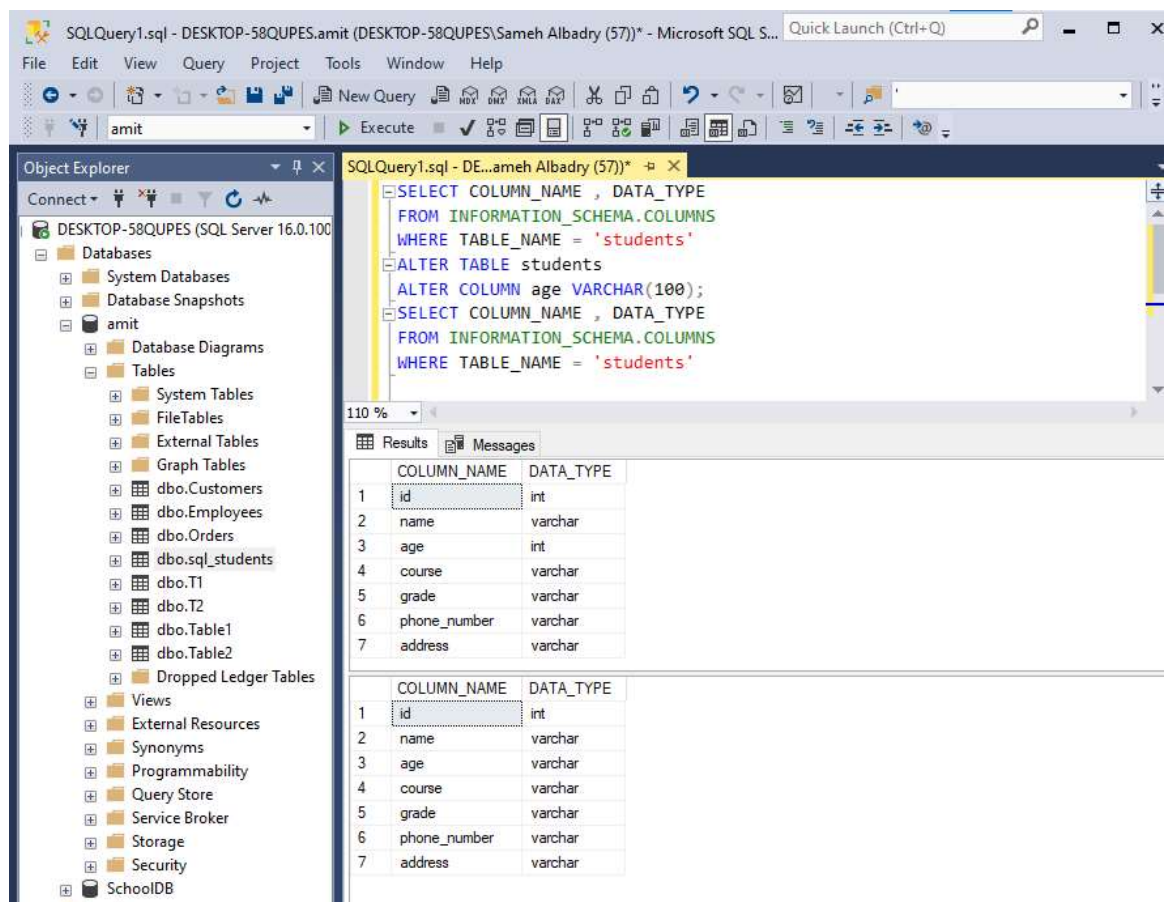 SQLQuery1.sql - DESKTOP-58QUPES.amit (DESKTOP-58QUPES\Sameh Albadry (57))* - Microsoft SQL S...
Quick Launch (Ctrl+Q)
File Edit View Query Project Tools Window Help
New Query MDX DMX XMLA DAX
amit Execute
Object Explorer
Connect
DESKTOP-58QUPES (SQL Server 16.0.100
Databases
System Databases
Database Snapshots
amit
Database Diagrams
Tables
System Tables
FileTables
External Tables
Graph Tables
dbo.Customers
dbo.Employees
dbo.Orders
dbo.sql_students
dbo.T1
dbo.T2
dbo.Table1
dbo.Table2
Dropped Ledger Tables
Views
External Resources
Synonyms
Programmability
Query Store
Service Broker
Storage
Security
SchoolDB
SQLQuery1.sql - DE...ameh Albadry (57))*
SELECT COLUMN_NAME , DATA_TYPE
FROM INFORMATION_SCHEMA.COLUMNS
WHERE TABLE_NAME = 'students'
ALTER TABLE students
ALTER COLUMN age VARCHAR(100);
SELECT COLUMN_NAME , DATA_TYPE
FROM INFORMATION_SCHEMA.COLUMNS
WHERE TABLE_NAME = 'students'
110 %
Results Messages
COLUMN_NAME DATA_TYPE
1 id int
2 name varchar
3 age int
4 course varchar
5 grade varchar
6 phone_number varchar
7 address varchar
COLUMN_NAME DATA_TYPE
1 id int
2 name varchar
3 age varchar
4 course varchar
5 grade varchar
6 phone_number varchar
7 address varchar